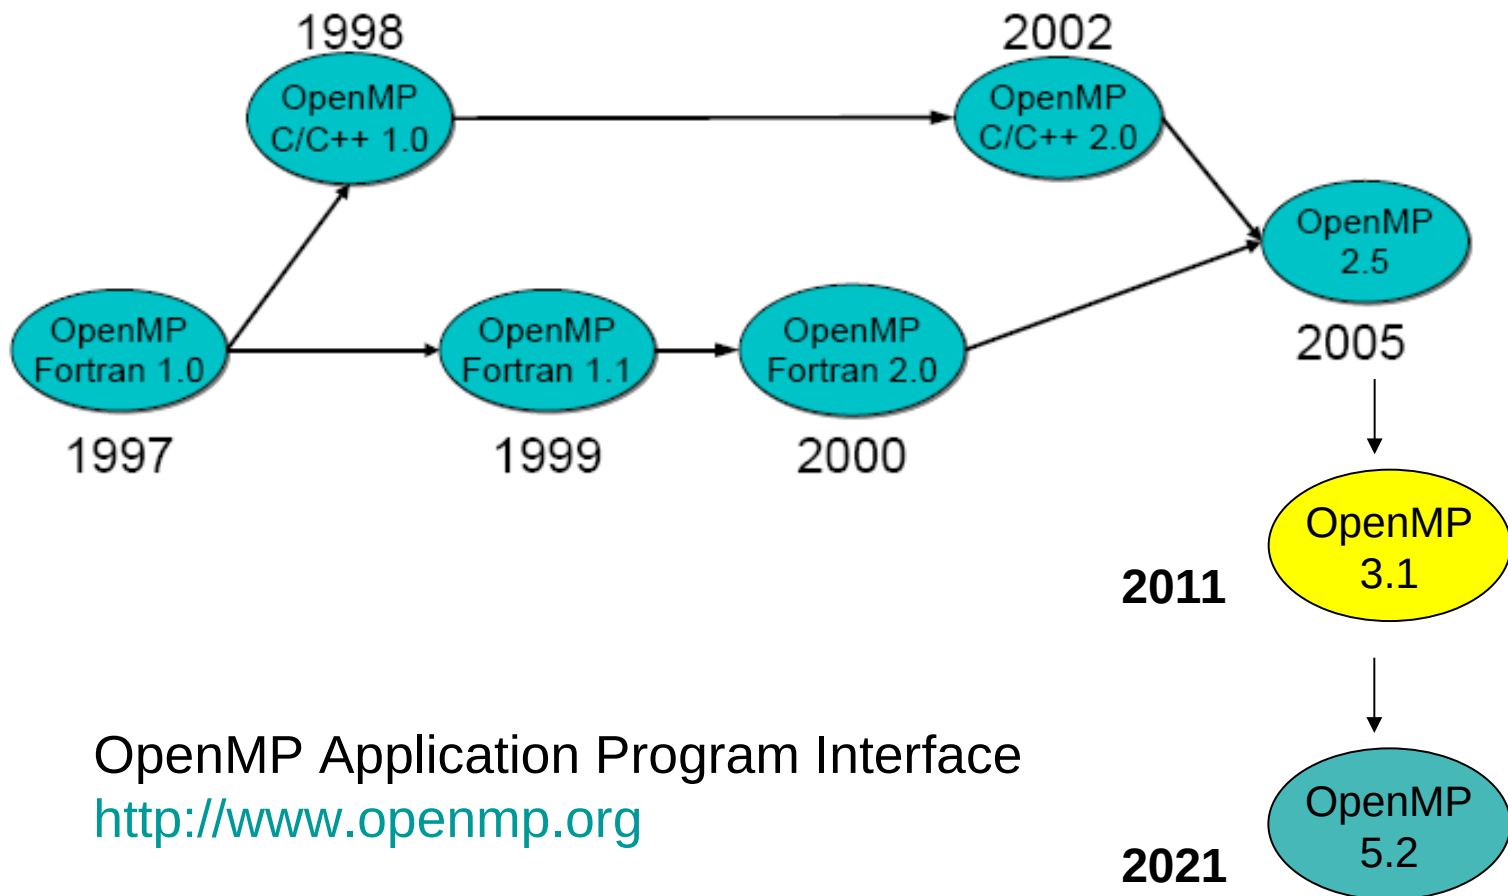 1998
OpenMP
C/C++ 1.0
2002
OpenMP
C/C++ 2.0
OpenMP
2.5
2005
OpenMP
Fortran 1.0
1997
OpenMP
Fortran 1.1
1999
OpenMP
Fortran 2.0
2000
OpenMP
3.1
2011
OpenMP Application Program Interface
http://www.openmp.org
OpenMP
5.2
2021